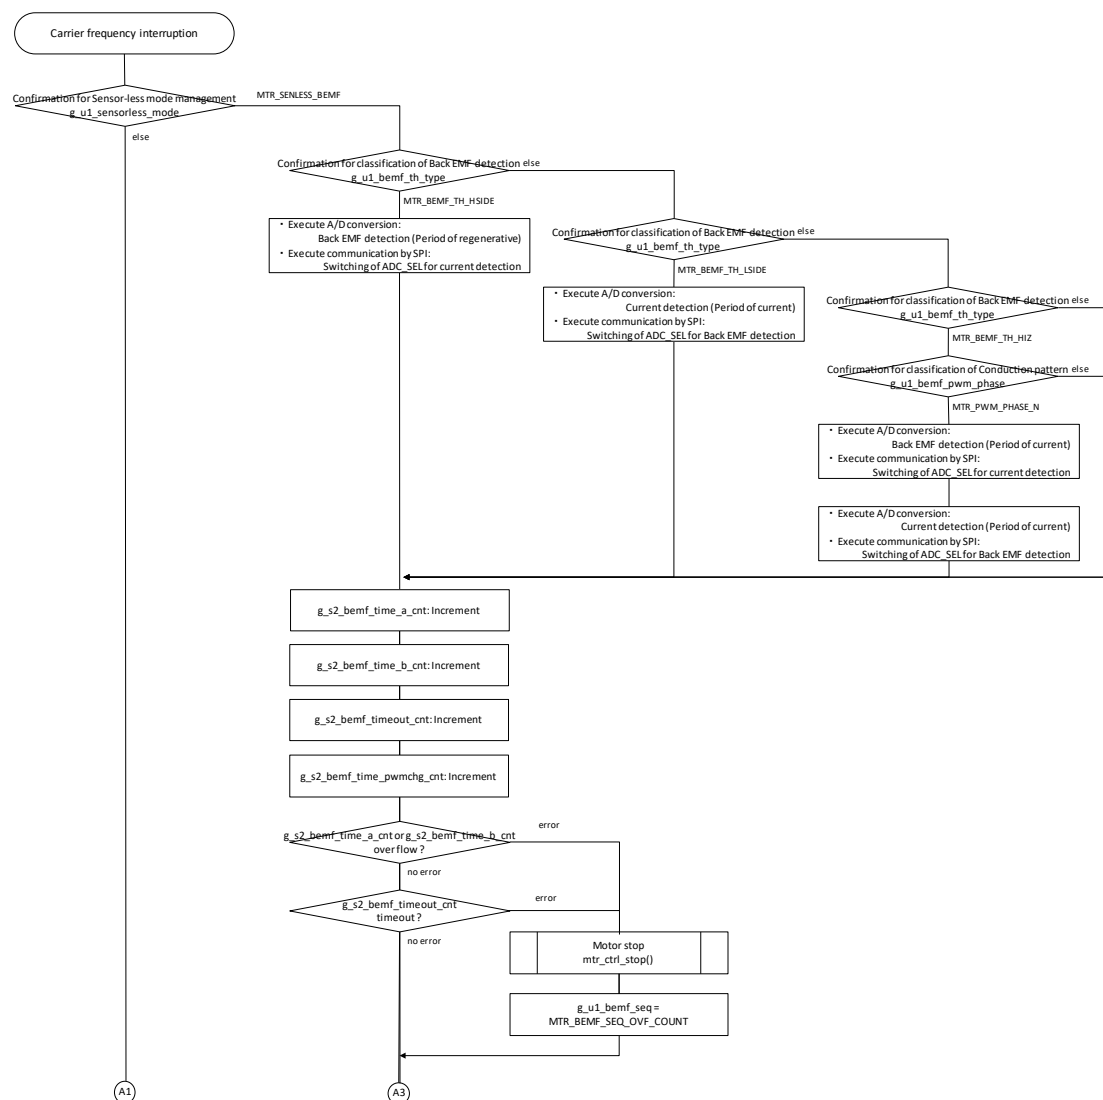 Carrier frequency interruption
Confirmation for Sensor-less mode management
g_u1_sensorless_mode
MTR_SENLESS_BEMF
else
Confirmation for classification of Back EMF detection
g_u1_bemf_th_type
else
MTR_BEMF_TH_HSIDE
・ Execute A/D conversion:
Back EMF detection (Period of regenerative)
・ Execute communication by SPI:
Switching of ADC_SEL for current detection
Confirmation for classification of Back EMF detection
g_u1_bemf_th_type
else
MTR_BEMF_TH_LSIDE
・ Execute A/D conversion:
Current detection (Period of current)
・ Execute communication by SPI:
Switching of ADC_SEL for Back EMF detection
Confirmation for classification of Back EMF detection
g_u1_bemf_th_type
else
MTR_BEMF_TH_HIZ
Confirmation for classification of Conduction pattern
g_u1_bemf_pwm_phase
else
MTR_PWM_PHASE_N
・ Execute A/D conversion:
Back EMF detection (Period of current)
・ Execute communication by SPI:
Switching of ADC_SEL for current detection
・ Execute A/D conversion:
Current detection (Period of current)
・ Execute communication by SPI:
Switching of ADC_SEL for Back EMF detection
g_s2_bemf_time_a_cnt: Increment
g_s2_bemf_time_b_cnt: Increment
g_s2_bemf_timeout_cnt: Increment
g_s2_bemf_time_pwmchg_cnt: Increment
g_s2_bemf_time_a_cnt or g_s2_bemf_time_b_cnt
overflow ?
error
no error
g_s2_bemf_timeout_cnt
timeout ?
error
no error
Motor stop
mtr_ctrl_stop()
g_u1_bemf_seq =
MTR_BEMF_SEQ_OVF_COUNT
A1
A3